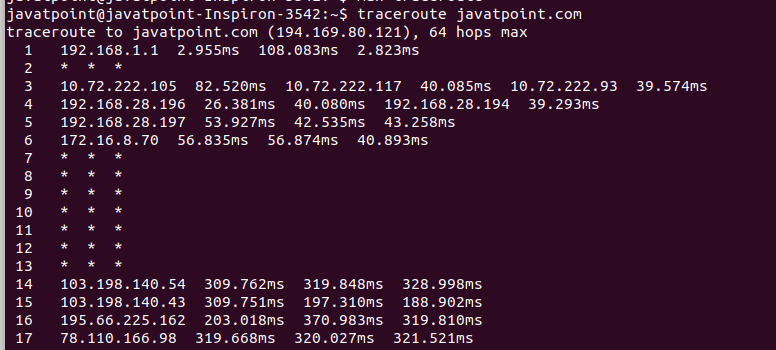 javatpoint@javatpoint-Inspiron-3542:~$ traceroute javatpoint.com
traceroute to javatpoint.com (194.169.80.121), 64 hops max
1 192.168.1.1 2.955ms 108.083ms 2.823ms
2 * * *
3 10.72.222.105 82.520ms 10.72.222.117 40.085ms 10.72.222.93 39.574ms
4 192.168.28.196 26.381ms 40.080ms 192.168.28.194 39.293ms
5 192.168.28.197 53.927ms 42.535ms 43.258ms
6 172.16.8.70 56.835ms 56.874ms 40.893ms
7 * * *
8 * * *
9 * * *
10 * * *
11 * * *
12 * * *
13 * * *
14 103.198.140.54 309.762ms 319.848ms 328.998ms
15 103.198.140.43 309.751ms 197.310ms 188.902ms
16 195.66.225.162 203.018ms 370.983ms 319.810ms
17 78.110.166.98 319.668ms 320.027ms 321.521ms